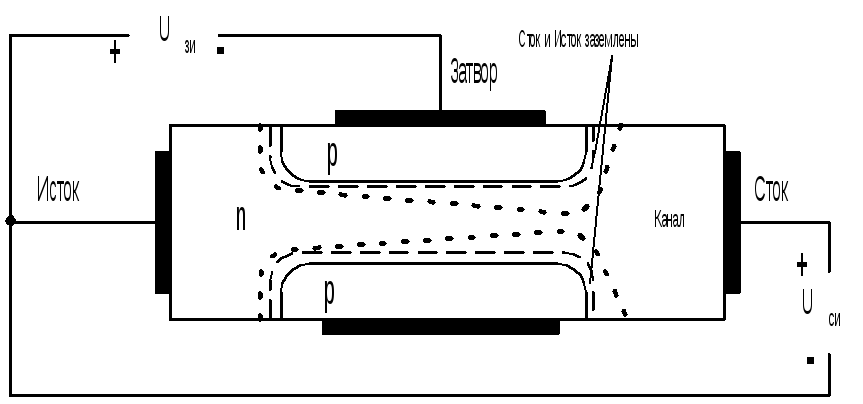 U зи
+ -
Сток и Исток заземлены
Затвор
p
Исток
n
Канал
Сток
+
U си
-
p